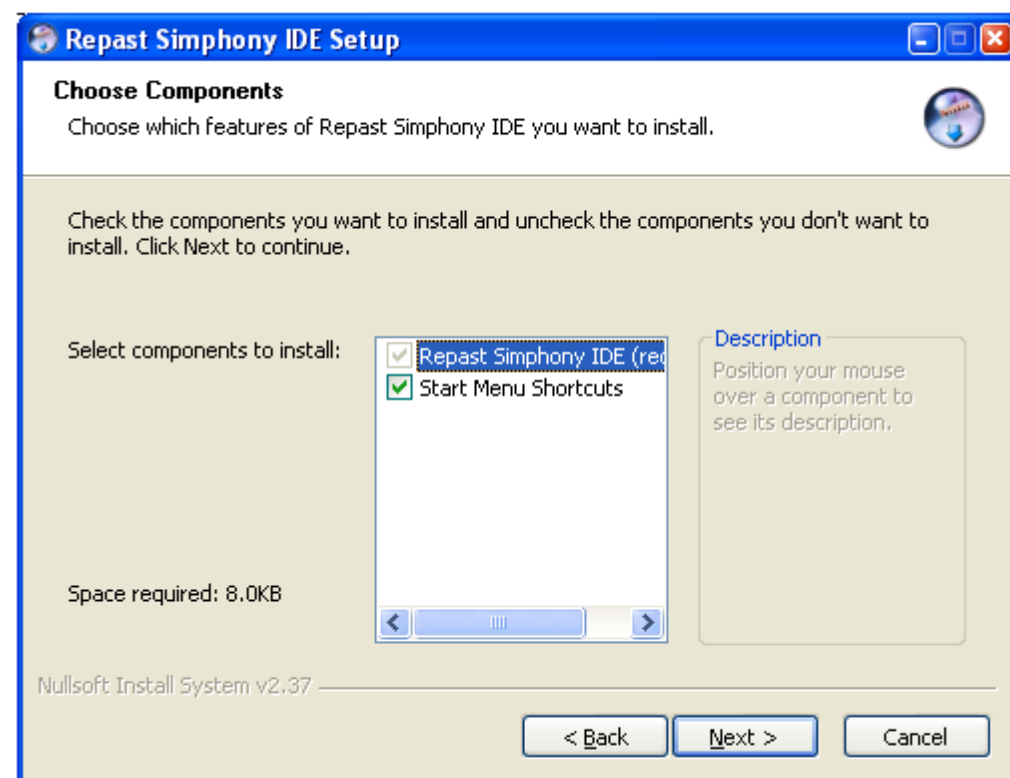 Repast Simphony IDE Setup
Choose Components
Choose which features of Repast Simphony IDE you want to install.
Check the components you want to install and uncheck the components you don't want to
install. Click Next to continue.
Select components to install:
Repast Simphony IDE (rec
Start Menu Shortcuts
Description
Position your mouse
over a component to
see its description.
Space required: 8.0KB
Nullsoft Install System v2.37
< Back
Next >
Cancel